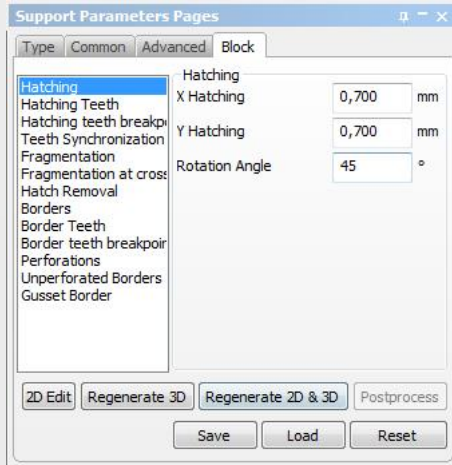 Support Parameters Pages
Type Common Advanced Block
Hatching
Hatching Teeth
Hatching teeth breakp
Teeth Synchronization
Fragmentation
Fragmentation at cross
Hatch Removal
Borders
Border Teeth
Border teeth breakpoir
Perforations
Unperforated Borders
Gusset Border
Hatching
X Hatching 0,700 mm
Y Hatching 0,700 mm
Rotation Angle 45 °
2D Edit Regenerate 3D Regenerate 2D & 3D Postprocess
Save Load Reset